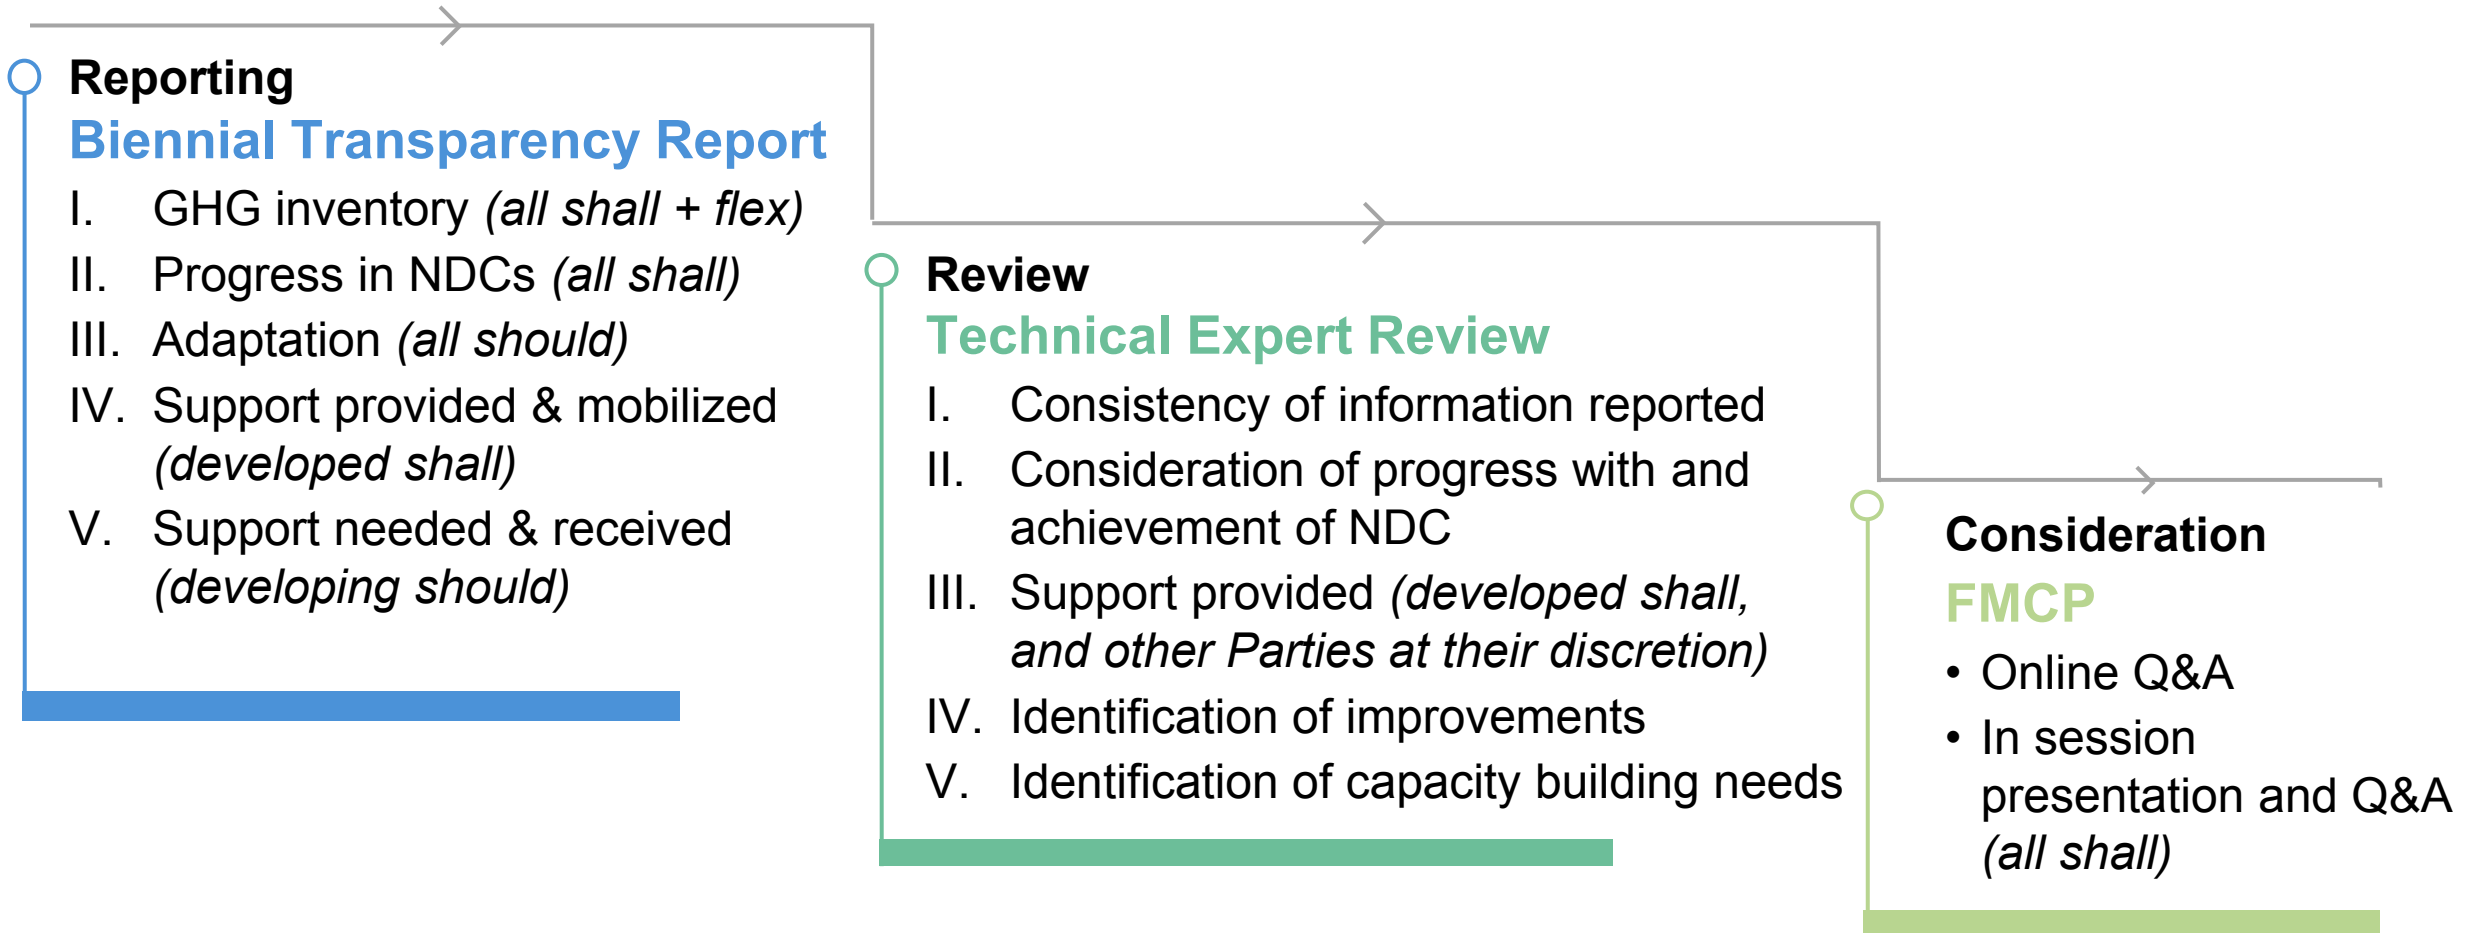 Reporting
Biennial Transparency Report
I. GHG inventory (all shall + flex)
II. Progress in NDCs (all shall)
III. Adaptation (all should)
IV. Support provided & mobilized
(developed shall)
V. Support needed & received
(developing should)
Review
Technical Expert Review
I. Consistency of information reported
II. Consideration of progress with and
achievement of NDC
III. Support provided (developed shall,
and other Parties at their discretion)
IV. Identification of improvements
V. Identification of capacity building needs
Consideration
FMCP
• Online Q&A
• In session
presentation and Q&A
(all shall)